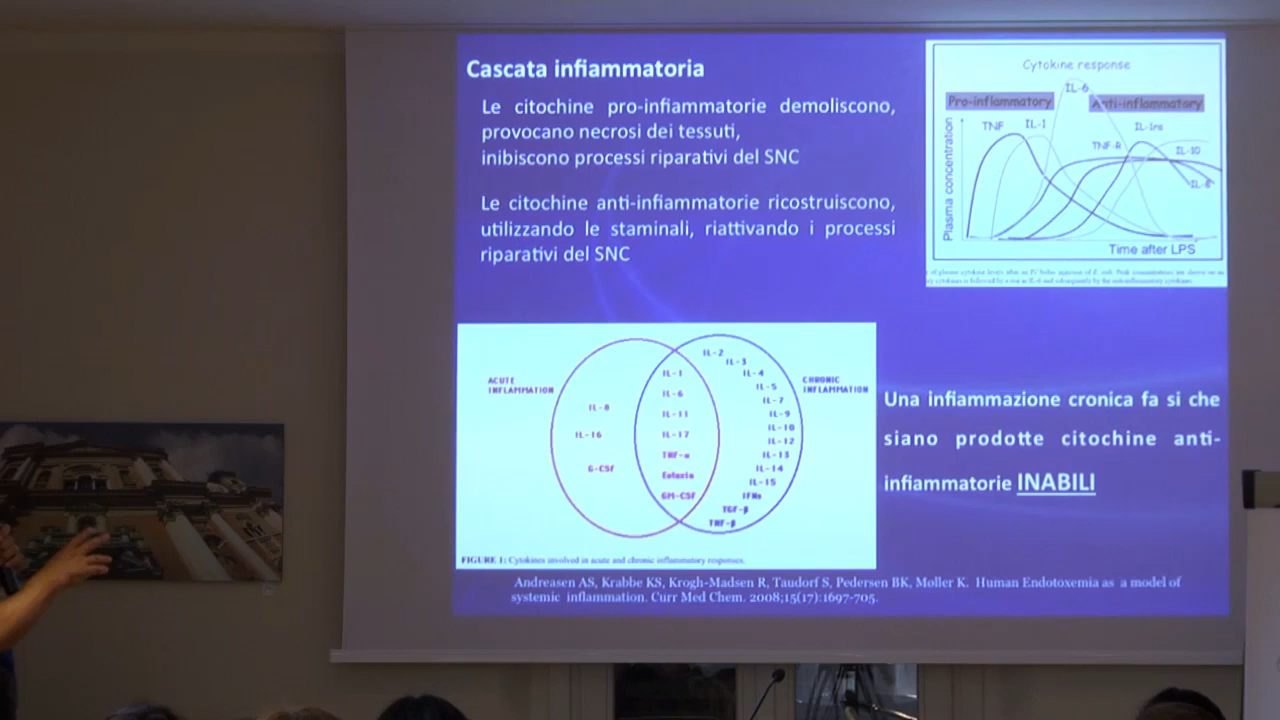 Cascata infiammatoria
Le citochine pro-infiammatorie demoliscono,
provocano necrosi dei tessuti,
inibiscono processi riparativi del SNC
Le citochine anti-infiammatorie ricostruiscono,
utilizzando le staminali, riattivando i processi
riparativi del SNC
Cytokine response
IL-6
Pro-inflammatory
Anti-inflammatory
TNF
IL-1
IL-1ra
TNF-R
IL-10
Plasma concentration
Time after LPS
ACUTE
INFLAMMATION
CHRONIC
INFLAMMATION
IL-8
IL-16
G-CSF
IL-1
IL-6
IL-11
IL-17
TNF-α
Eotaxin
GM-CSF
IL-2
IL-3
IL-4
IL-5
IL-7
IL-9
IL-10
IL-12
IL-13
IL-14
IL-15
IFNs
TGF-β
TNF-β
FIGURE 1: Cytokines involved in acute and chronic inflammatory responses.
Una infiammazione cronica fa si che
siano prodotte citochine anti-
infiammatorie INABILI
Andreasen AS, Krabbe KS, Krogh-Madsen R, Taudorf S, Pedersen BK, Møller K. Human Endotoxemia as a model of
systemic inflammation. Curr Med Chem. 2008;15(17):1697-705.